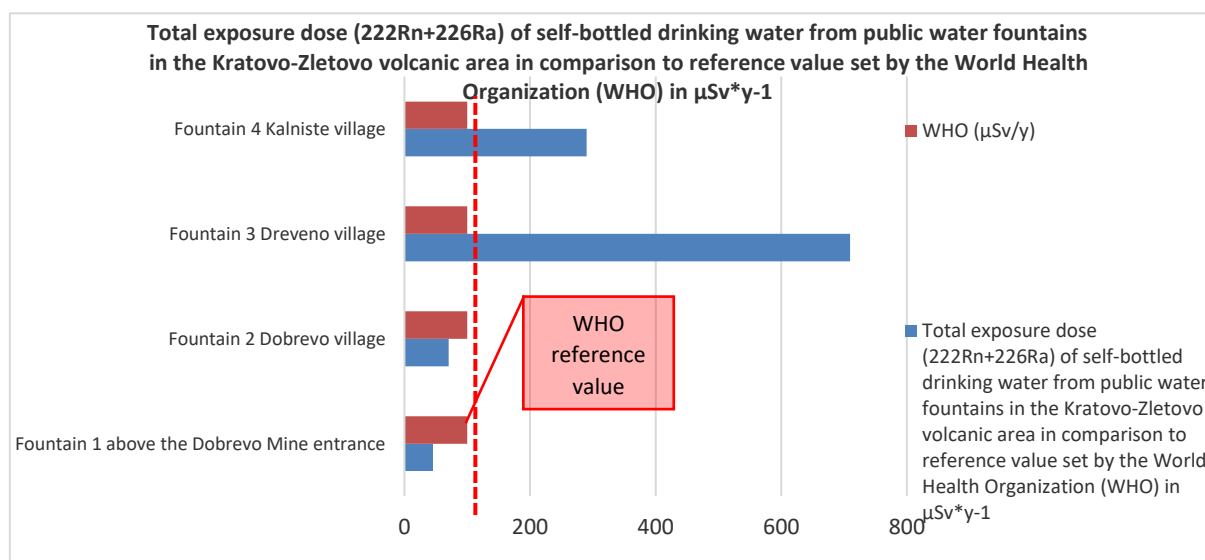 Total exposure dose (222Rn+226Ra) of self-bottled drinking water from public water fountains
in the Kratovo-Zletovo volcanic area in comparison to reference value set by the World Health
Organization (WHO) in µSv*y-1
Fountain 4 Kalniste village
Fountain 3 Dreveno village
Fountain 2 Dobrevo village
Fountain 1 above the Dobrevo Mine entrance
WHO
reference
value
0 200 400 600 800
WHO (µSv/y)
Total exposure dose
(222Rn+226Ra) of self-bottled
drinking water from public water
fountains in the Kratovo-Zletovo
volcanic area in comparison to
reference value set by the World
Health Organization (WHO) in
µSv*y-1